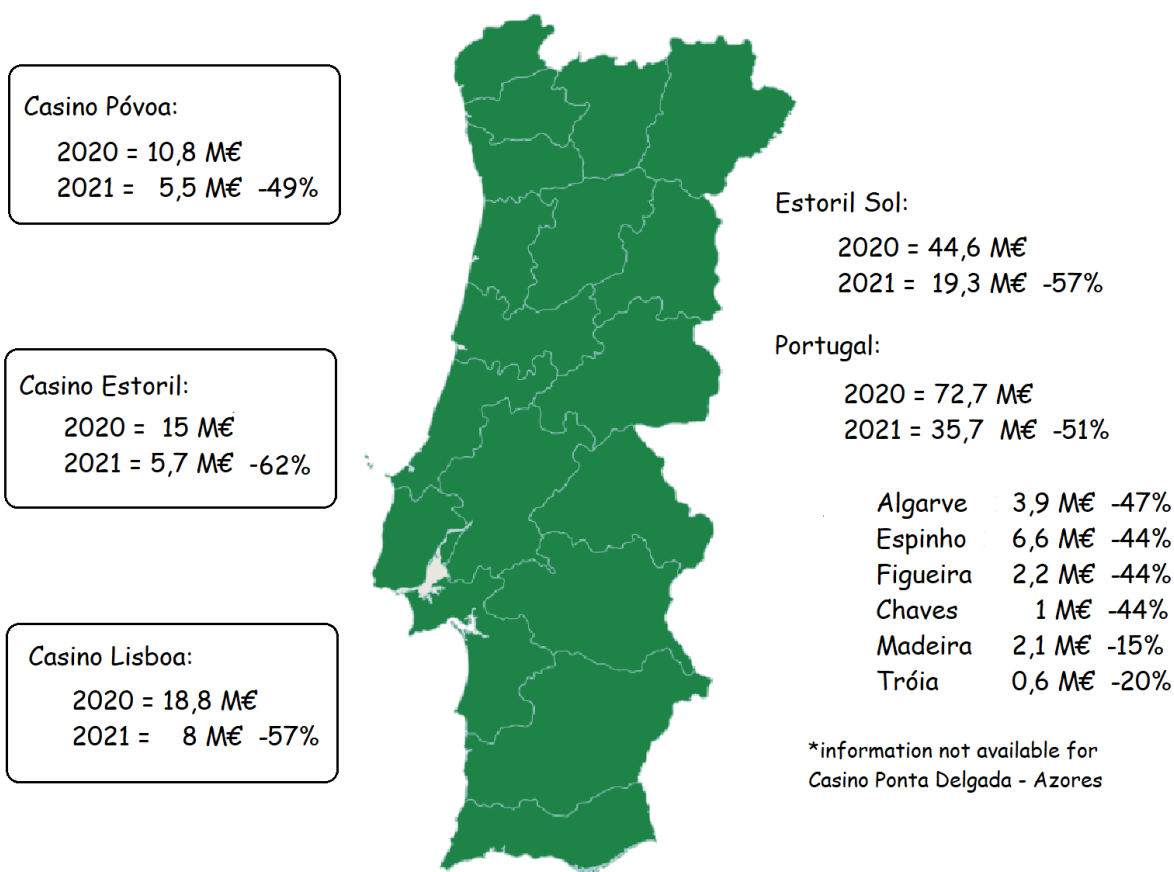 Casino Póvoa:
2020 = 10,8 M€
2021 = 5,5 M€ -49%
Casino Estoril:
2020 = 15 M€
2021 = 5,7 M€ -62%
Casino Lisboa:
2020 = 18,8 M€
2021 = 8 M€ -57%
Estoril Sol:
2020 = 44,6 M€
2021 = 19,3 M€ -57%
Portugal:
2020 = 72,7 M€
2021 = 35,7 M€ -51%
Algarve 3,9 M€ -47%
Espinho 6,6 M€ -44%
Figueira 2,2 M€ -44%
Chaves 1 M€ -44%
Madeira 2,1 M€ -15%
Tróia 0,6 M€ -20%
*information not available for
Casino Ponta Delgada - Azores